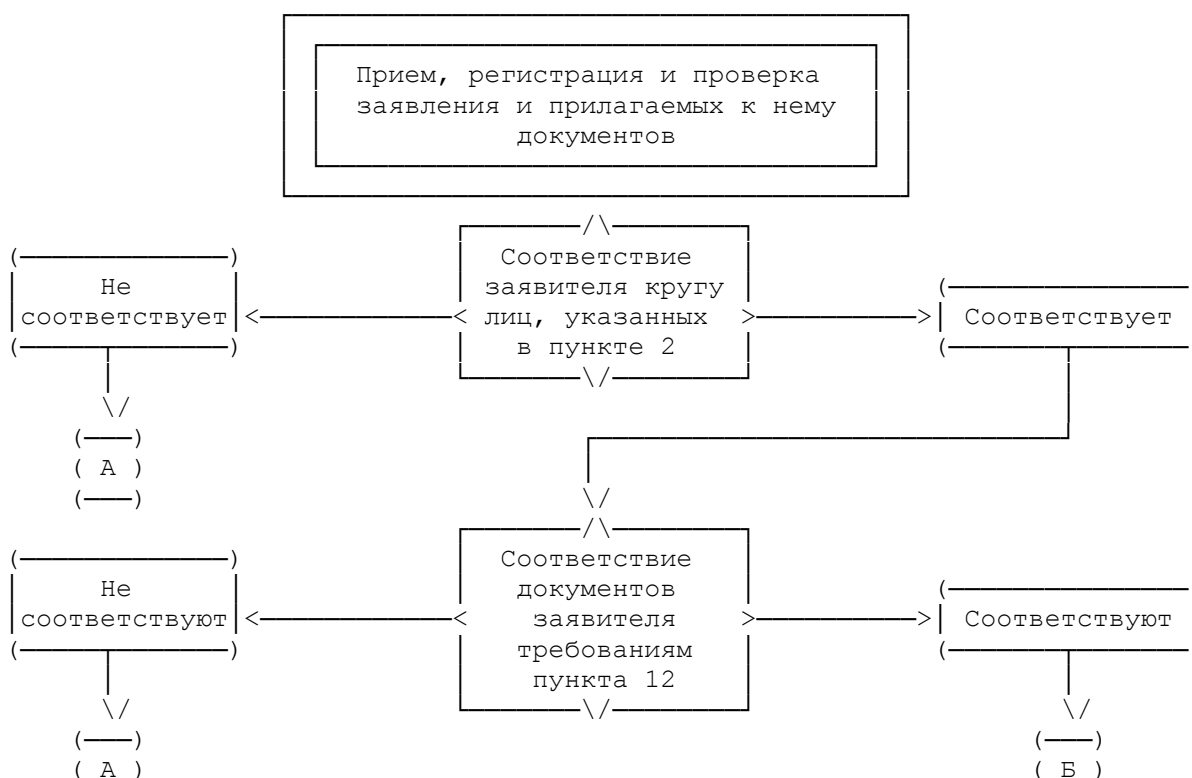 Прием, регистрация и проверка
заявления и прилагаемых к нему
документов
Соответствие
заявителя кругу
лиц, указанных
в пункте 2
Не
соответствует
Соответствует
( А )
Соответствие
документов
заявителя
требованиям
пункта 12
Не
соответствуют
Соответствуют
( А )
( Б )